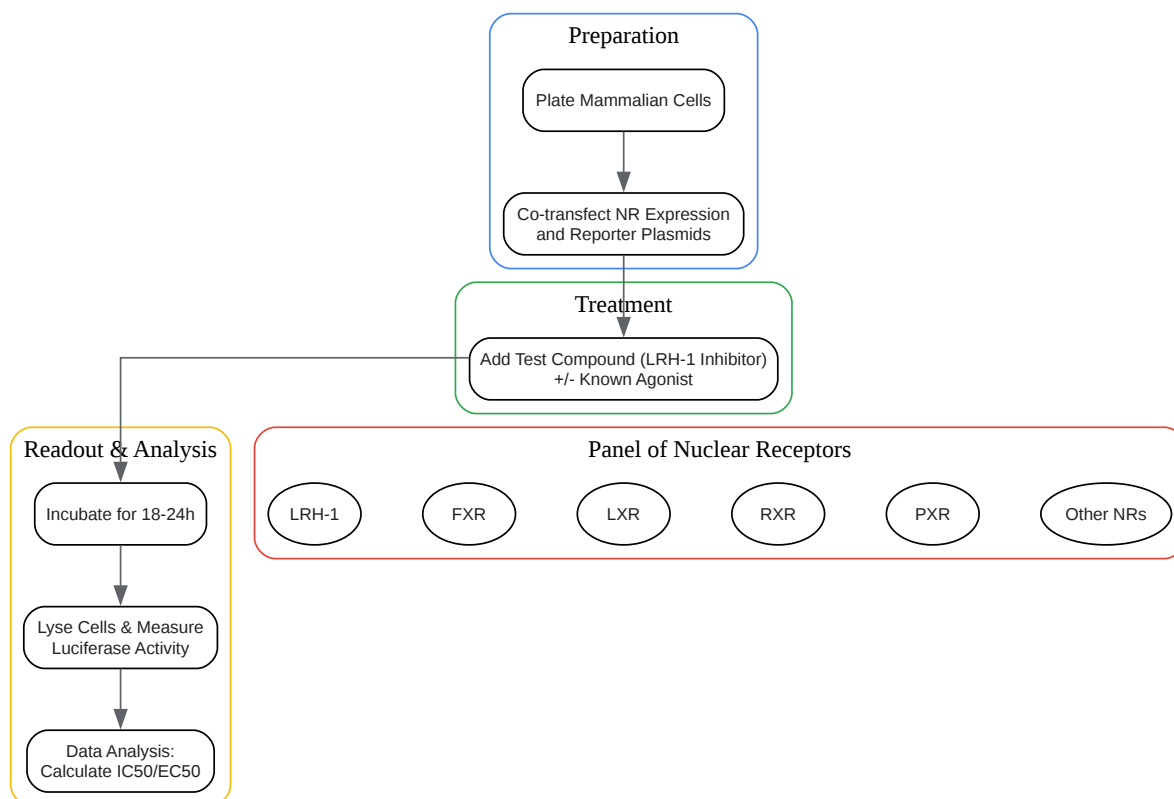 Preparation
Plate Mammalian Cells
Co-transfect NR Expression
and Reporter Plasmids
Treatment
Add Test Compound (LRH-1 Inhibitor)
+/- Known Agonist
Readout & Analysis
Incubate for 18-24h
Lyse Cells & Measure
Luciferase Activity
Data Analysis:
Calculate IC50/EC50
Panel of Nuclear Receptors
LRH-1
FXR
LXR
RXR
PXR
Other NRs